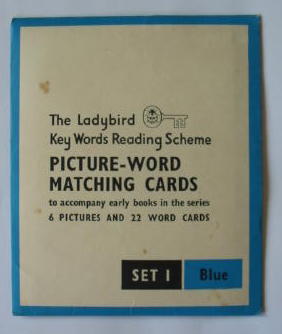 The Ladybird
Key Words Reading Scheme
PICTURE-WORD
MATCHING CARDS
to accompany early books in the series
6 PICTURES AND 22 WORD CARDS
SET I Blue